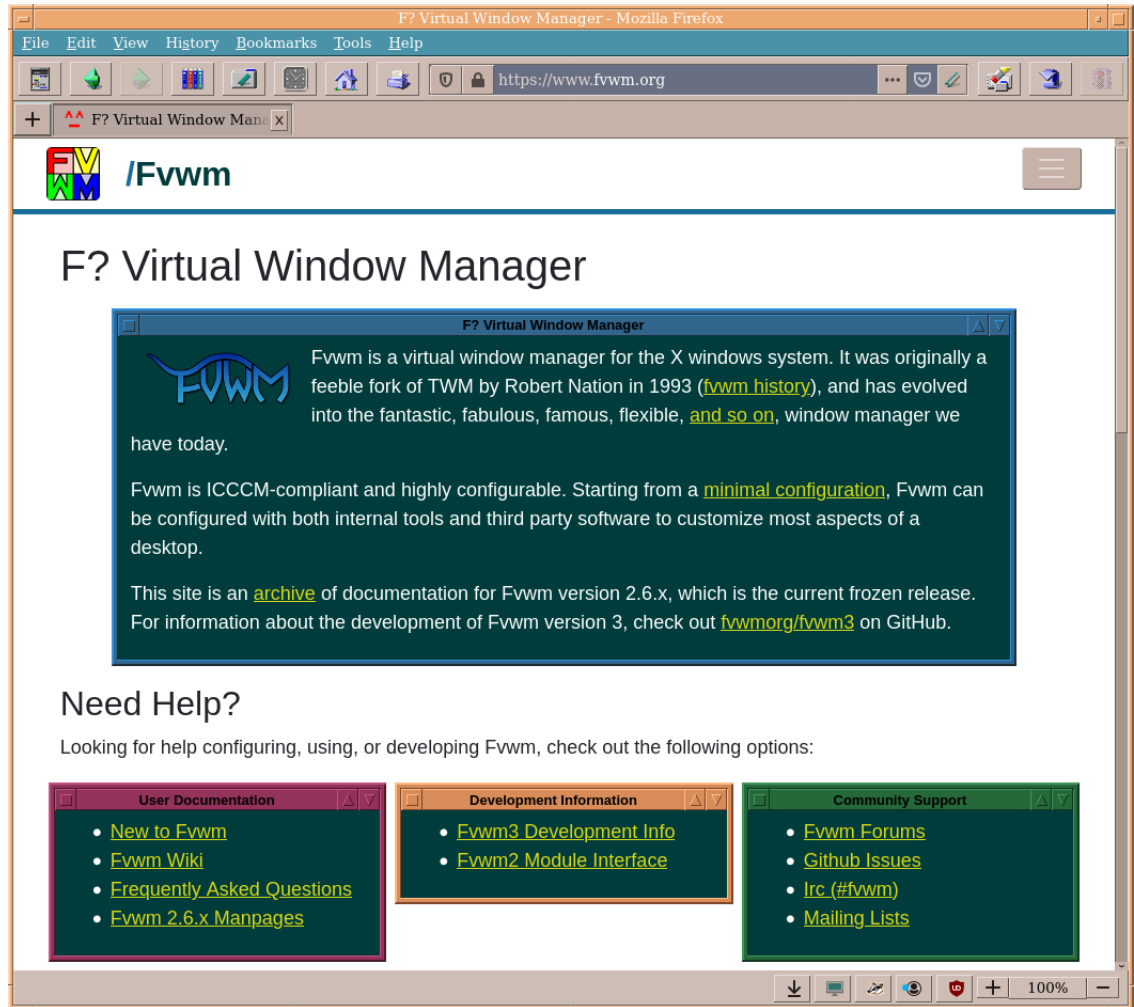 F? Virtual Window Manager - Mozilla Firefox
File Edit View History Bookmarks Tools Help
https://www.fvwm.org
F? Virtual Window Mana
FVWM /Fvwm
F? Virtual Window Manager
F? Virtual Window Manager
FVWM
Fvwm is a virtual window manager for the X windows system. It was originally a
feeble fork of TWM by Robert Nation in 1993 (fvwm history), and has evolved
into the fantastic, fabulous, famous, flexible, and so on, window manager we
have today.
Fvwm is ICCCM-compliant and highly configurable. Starting from a minimal configuration, Fvwm can
be configured with both internal tools and third party software to customize most aspects of a
desktop.
This site is an archive of documentation for Fvwm version 2.6.x, which is the current frozen release.
For information about the development of Fvwm version 3, check out fvwmorg/fvwm3 on GitHub.
Need Help?
Looking for help configuring, using, or developing Fvwm, check out the following options:
User Documentation
New to Fvwm
Fvwm Wiki
Frequently Asked Questions
Fvwm 2.6.x Manpages
Development Information
Fvwm3 Development Info
Fvwm2 Module Interface
Community Support
Fvwm Forums
Github Issues
Irc (#fvwm)
Mailing Lists
100%